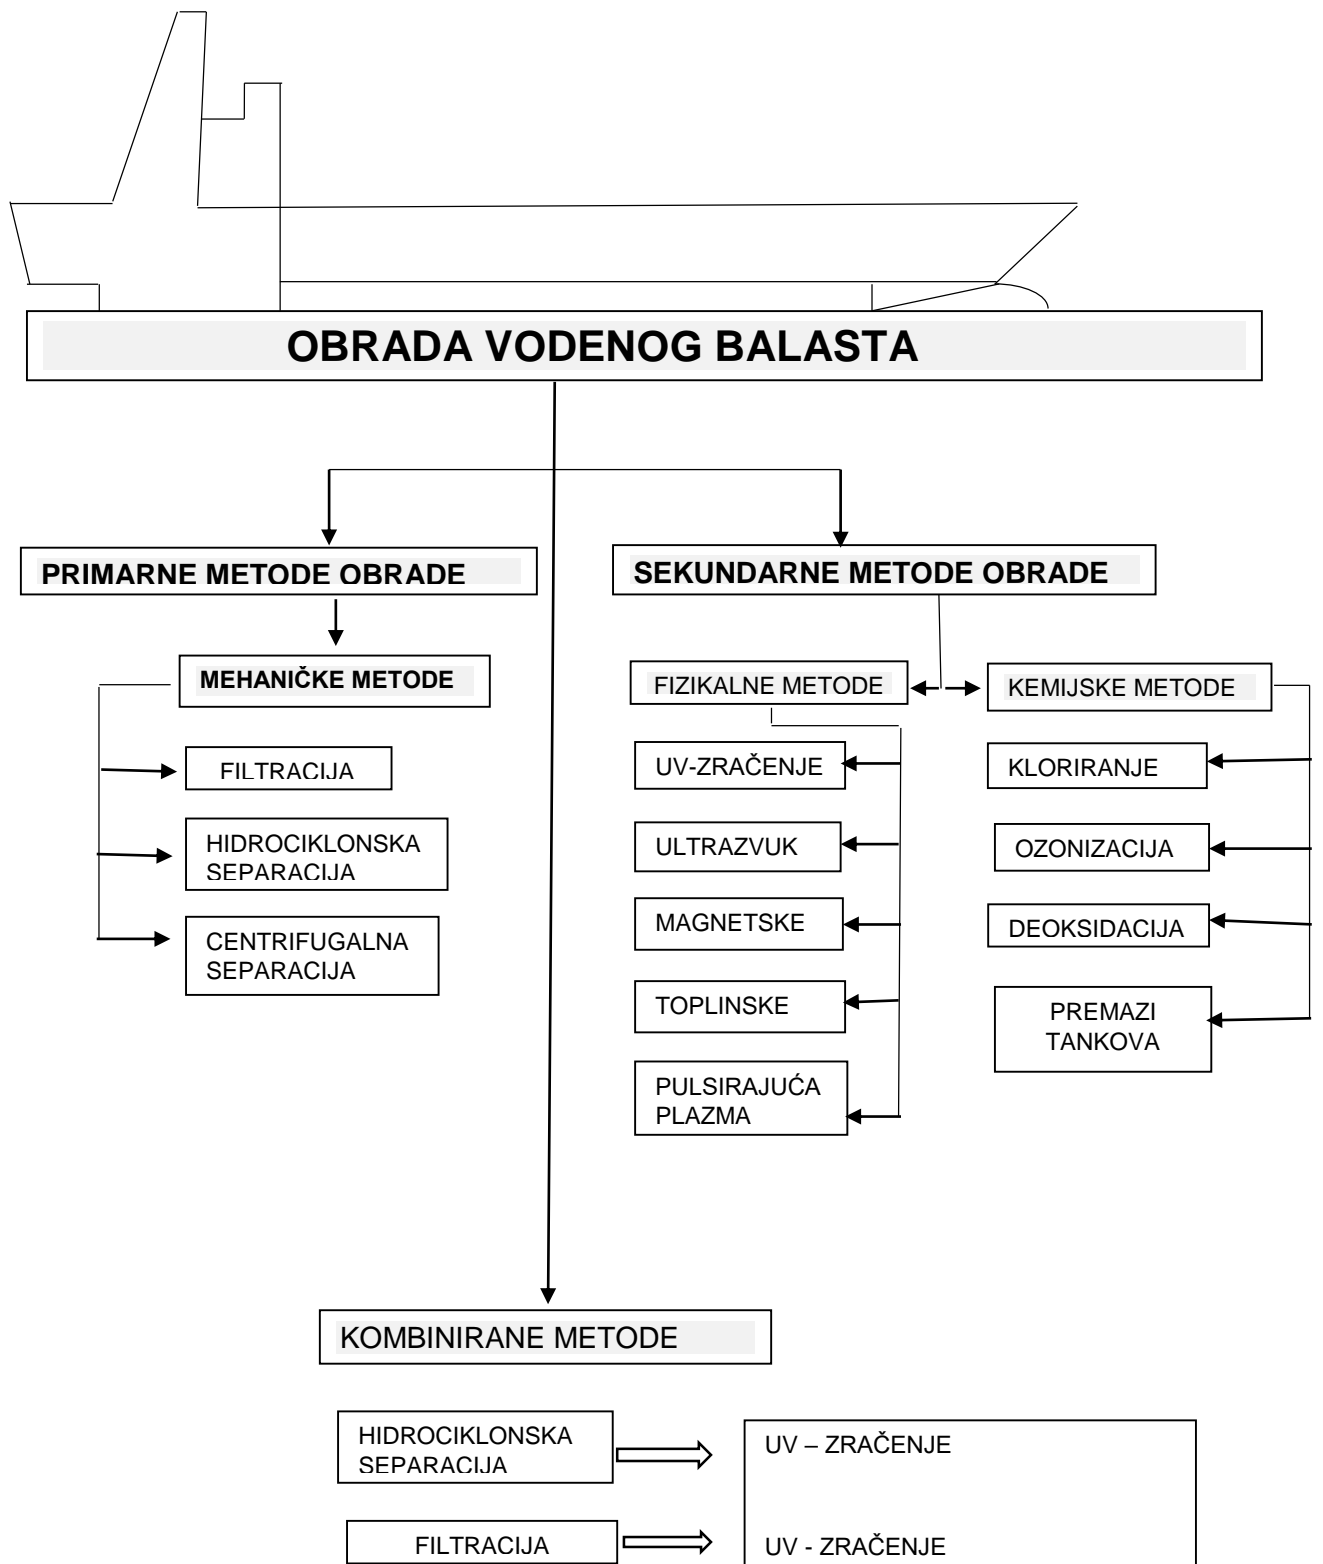 OBRADA VODENOG BALASTA
PRIMARNE METODE OBRADE
SEKUNDARNE METODE OBRADE
MEHANIČKE METODE
FILTRACIJA
HIDROCIKLONSKA
SEPARACIJA
CENTRIFUGALNA
SEPARACIJA
FIZIKALNE METODE
UV-ZRAČENJE
ULTRAZVUK
MAGNETSKE
TOPLINSKE
PULSIRAJUĆA
PLAZMA
KEMIJSKE METODE
KLORIRANJE
OZONIZACIJA
DEOKSIDACIJA
PREMAZI
TANKOVA
KOMBINIRANE METODE
HIDROCIKLONSKA
SEPARACIJA
UV – ZRAČENJE
FILTRACIJA
UV - ZRAČENJE